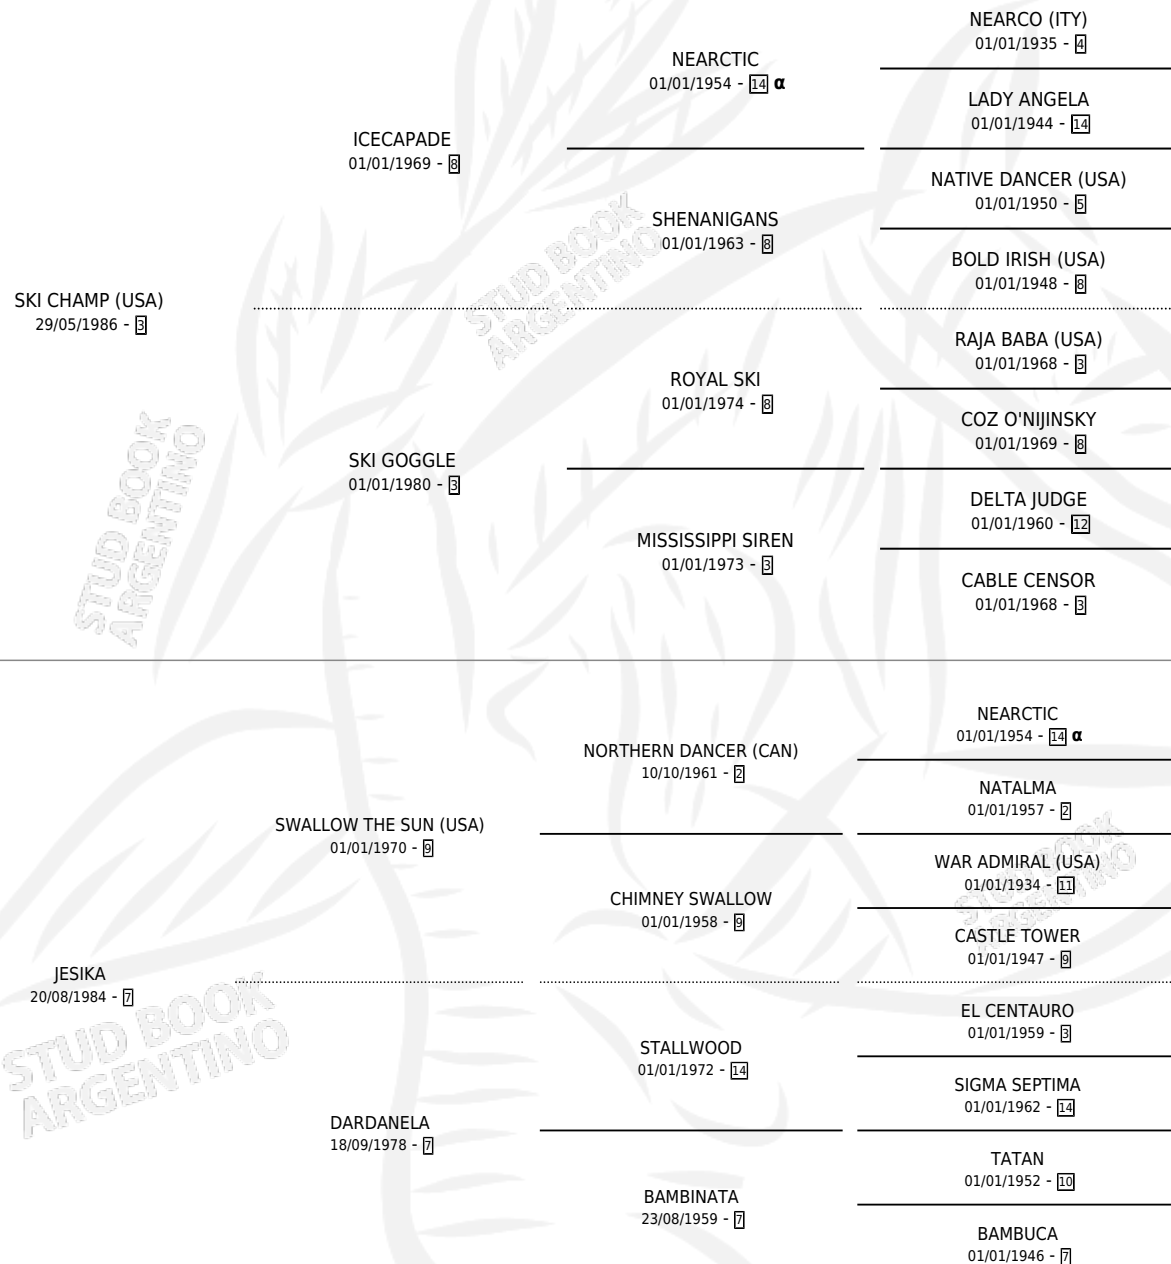 NEARCO (ITY)
01/01/1935 - 4
NEARCTIC
01/01/1954 - 14 α
LADY ANGELA
01/01/1944 - 14
ICECAPADE
01/01/1969 - 8
NATIVE DANCER (USA)
01/01/1950 - 5
SHENANIGANS
01/01/1963 - 8
BOLD IRISH (USA)
01/01/1948 - 8
SKI CHAMP (USA)
29/05/1986 - 3
RAJA BABA (USA)
01/01/1968 - 3
ROYAL SKI
01/01/1974 - 8
COZ O'NIJINSKY
01/01/1969 - 8
SKI GOGGLE
01/01/1980 - 3
DELTA JUDGE
01/01/1960 - 12
MISSISSIPPI SIREN
01/01/1973 - 3
CABLE CENSOR
01/01/1968 - 3
NEARCTIC
01/01/1954 - 14 α
NORTHERN DANCER (CAN)
10/10/1961 - 2
NATALMA
01/01/1957 - 2
SWALLOW THE SUN (USA)
01/01/1970 - 9
WAR ADMIRAL (USA)
01/01/1934 - 11
CHIMNEY SWALLOW
01/01/1958 - 9
CASTLE TOWER
01/01/1947 - 9
JESIKA
20/08/1984 - 7
EL CENTAURO
01/01/1959 - 3
STALLWOOD
01/01/1972 - 14
SIGMA SEPTIMA
01/01/1962 - 14
DARDANELA
18/09/1978 - 7
TATAN
01/01/1952 - 10
BAMBINATA
23/08/1959 - 7
BAMBUCA
01/01/1946 - 7
STUD BOOK
ARGENTINO
STUD BOOK
ARGENTINO
STUD BOOK
ARGENTINO
STUD BOOK
ARGENTINO